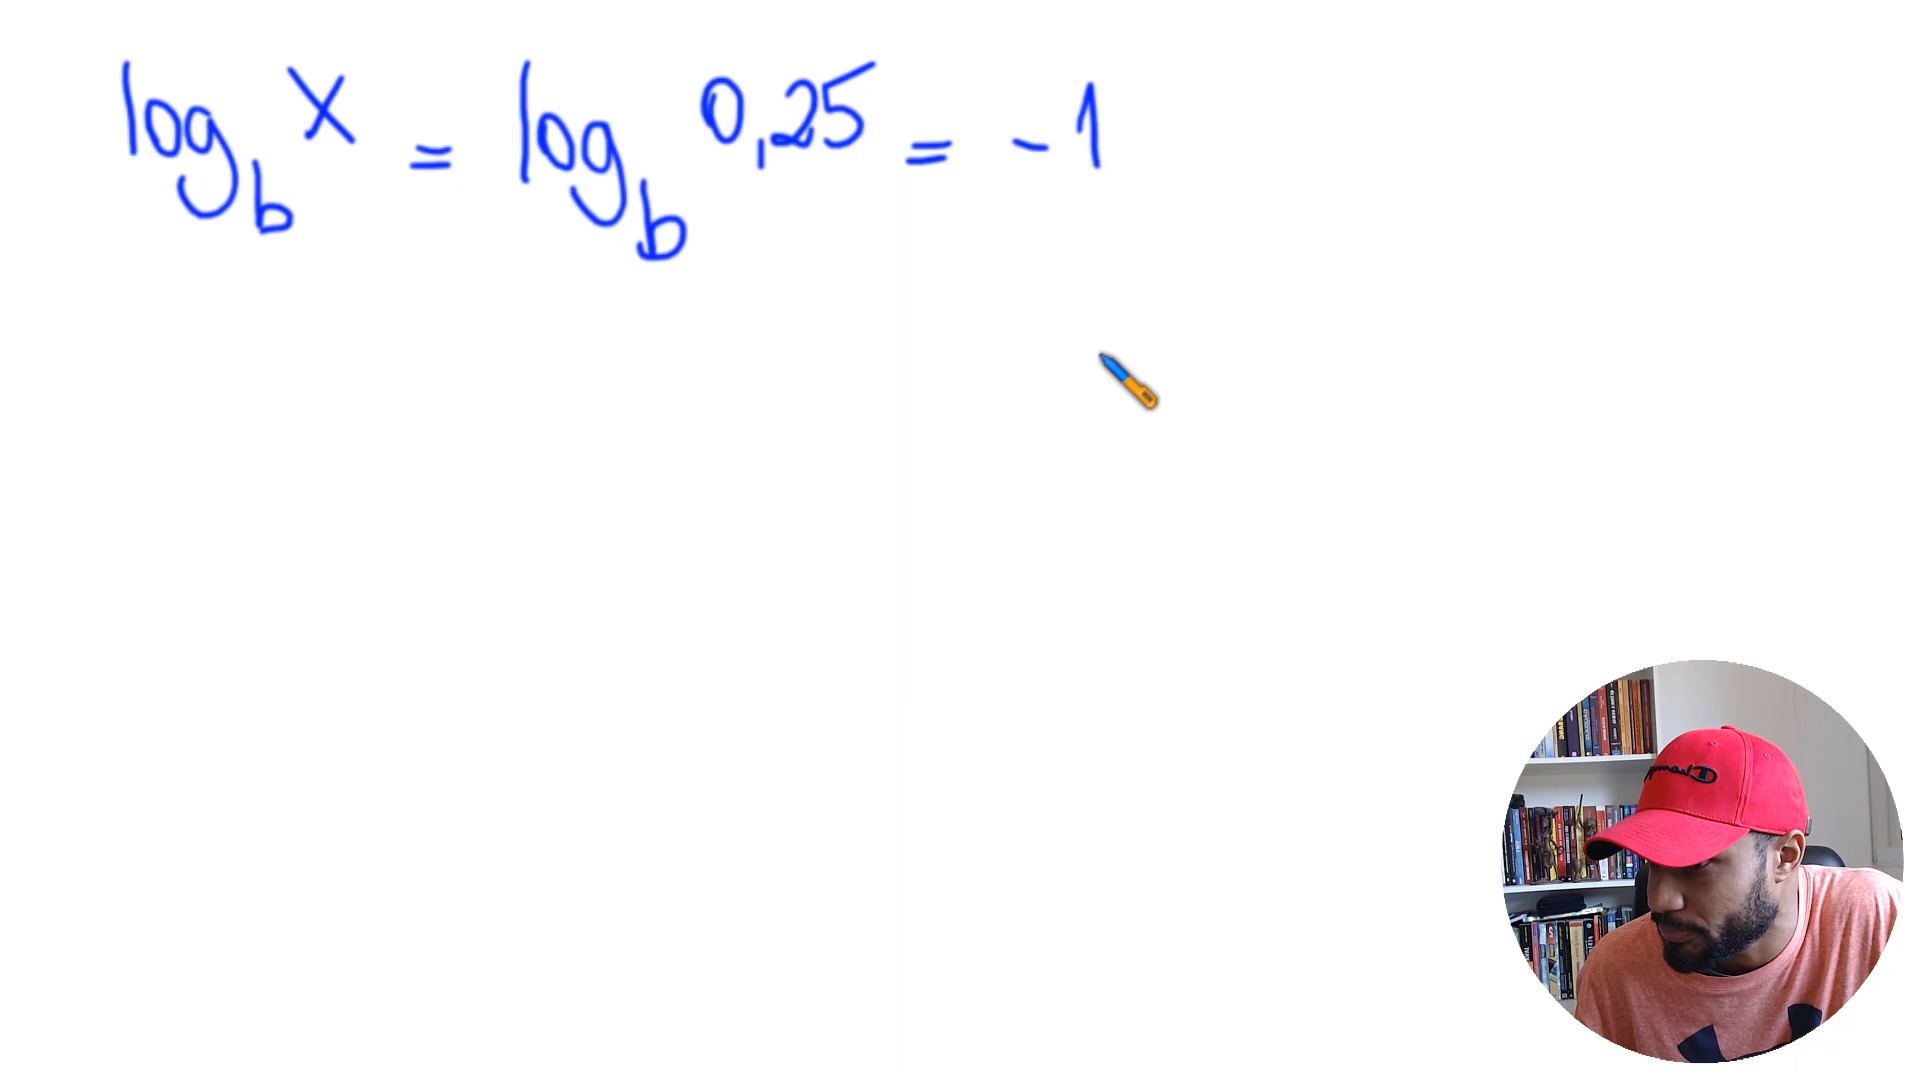 log_b x = log_b 0,25 = -1